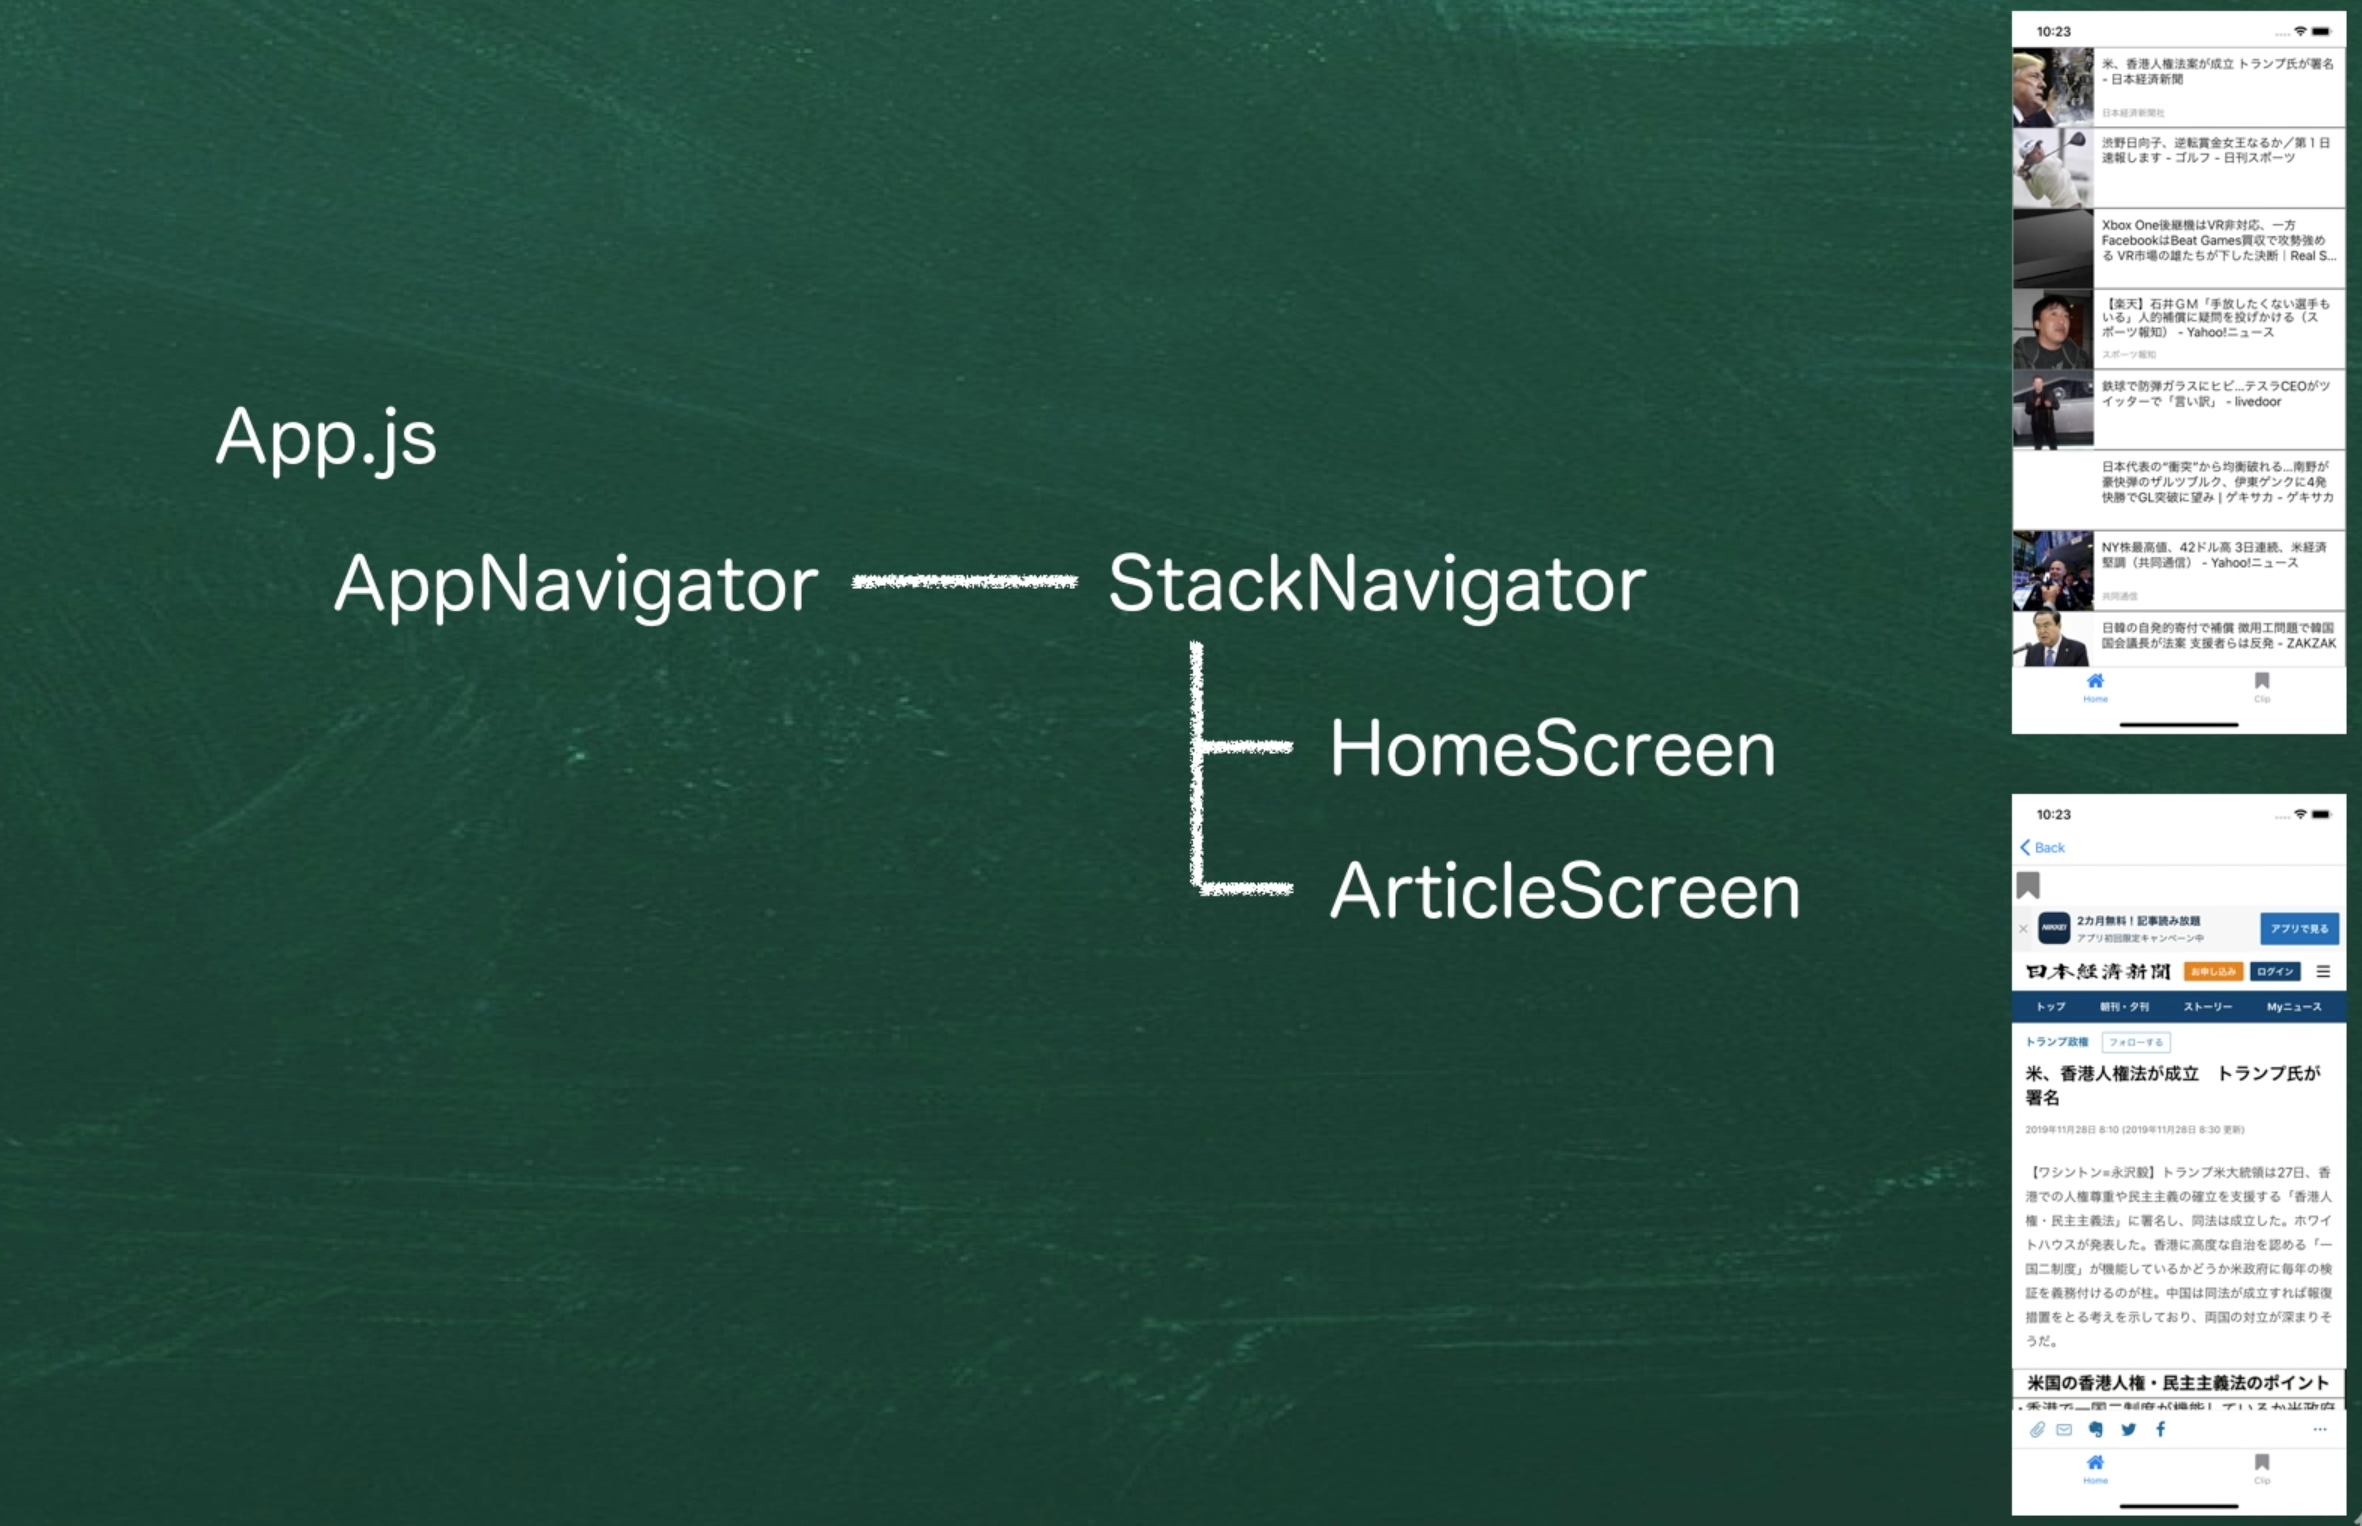 App.js
AppNavigator
StackNavigator
HomeScreen
ArticleScreen
10:23
米、香港人権法案が成立 トランプ氏が署名
- 日本経済新聞
日本経済新聞社
渋野日向子、逆転賞金女王なるか／第１日
速報します - ゴルフ - 日刊スポーツ
Xbox One後継機はVR非対応、一方
FacebookはBeat Games買収で攻勢強め
る VR市場の雄たちが下した決断｜Real S...
【楽天】石井ＧＭ「手放したくない選手も
いる」人的補償に疑問を投げかける（ス
ポーツ報知） - Yahoo!ニュース
スポーツ報知
鉄球で防弾ガラスにヒビ...テスラCEOがツ
イッターで「言い訳」 - livedoor
日本代表の“衝突”から均衡破れる...南野が
豪快弾のザルツブルク、伊東ゲンクに4発
快勝でGL突破に望み | ゲキサカ - ゲキサカ
NY株最高値、42ドル高 3日連続、米経済
堅調（共同通信） - Yahoo!ニュース
共同通信
日韓の自発的寄付で補償 徴用工問題で韓国
国会議長が法案 支援者らは反発 - ZAKZAK
Home
Clip
10:23
Back
NIKKEI
2カ月無料！記事読み放題
アプリ初回限定キャンペーン中
アプリで見る
日本経済新聞
お申し込み
ログイン
トップ 朝刊・夕刊 ストーリー Myニュース
トランプ政権
フォローする
米、香港人権法が成立　トランプ氏が
署名
2019年11月28日 8:10 (2019年11月28日 8:30 更新)
【ワシントン=永沢毅】トランプ米大統領は27日、香
港での人権尊重や民主主義の確立を支援する「香港人
権・民主主義法」に署名し、同法は成立した。ホワイ
トハウスが発表した。香港に高度な自治を認める「一
国二制度」が機能しているかどうか米政府に毎年の検
証を義務付けるのが柱。中国は同法が成立すれば報復
措置をとる考えを示しており、両国の対立が深まりそ
うだ。
米国の香港人権・民主主義法のポイント
・香港で一国二制度が機能しているか米政府
Home
Clip